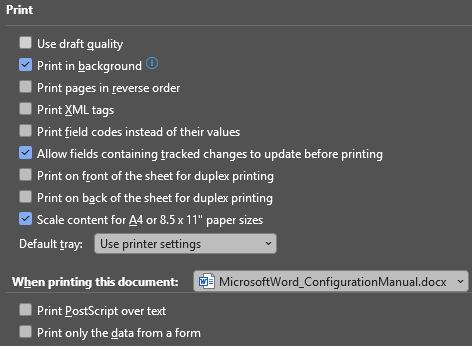 Print
Use draft quality
Print in background
Print pages in reverse order
Print XML tags
Print field codes instead of their values
Allow fields containing tracked changes to update before printing
Print on front of the sheet for duplex printing
Print on back of the sheet for duplex printing
Scale content for A4 or 8.5 x 11" paper sizes
Default tray: Use printer settings
When printing this document: MicrosoftWord_ConfigurationManual.docx
Print PostScript over text
Print only the data from a form